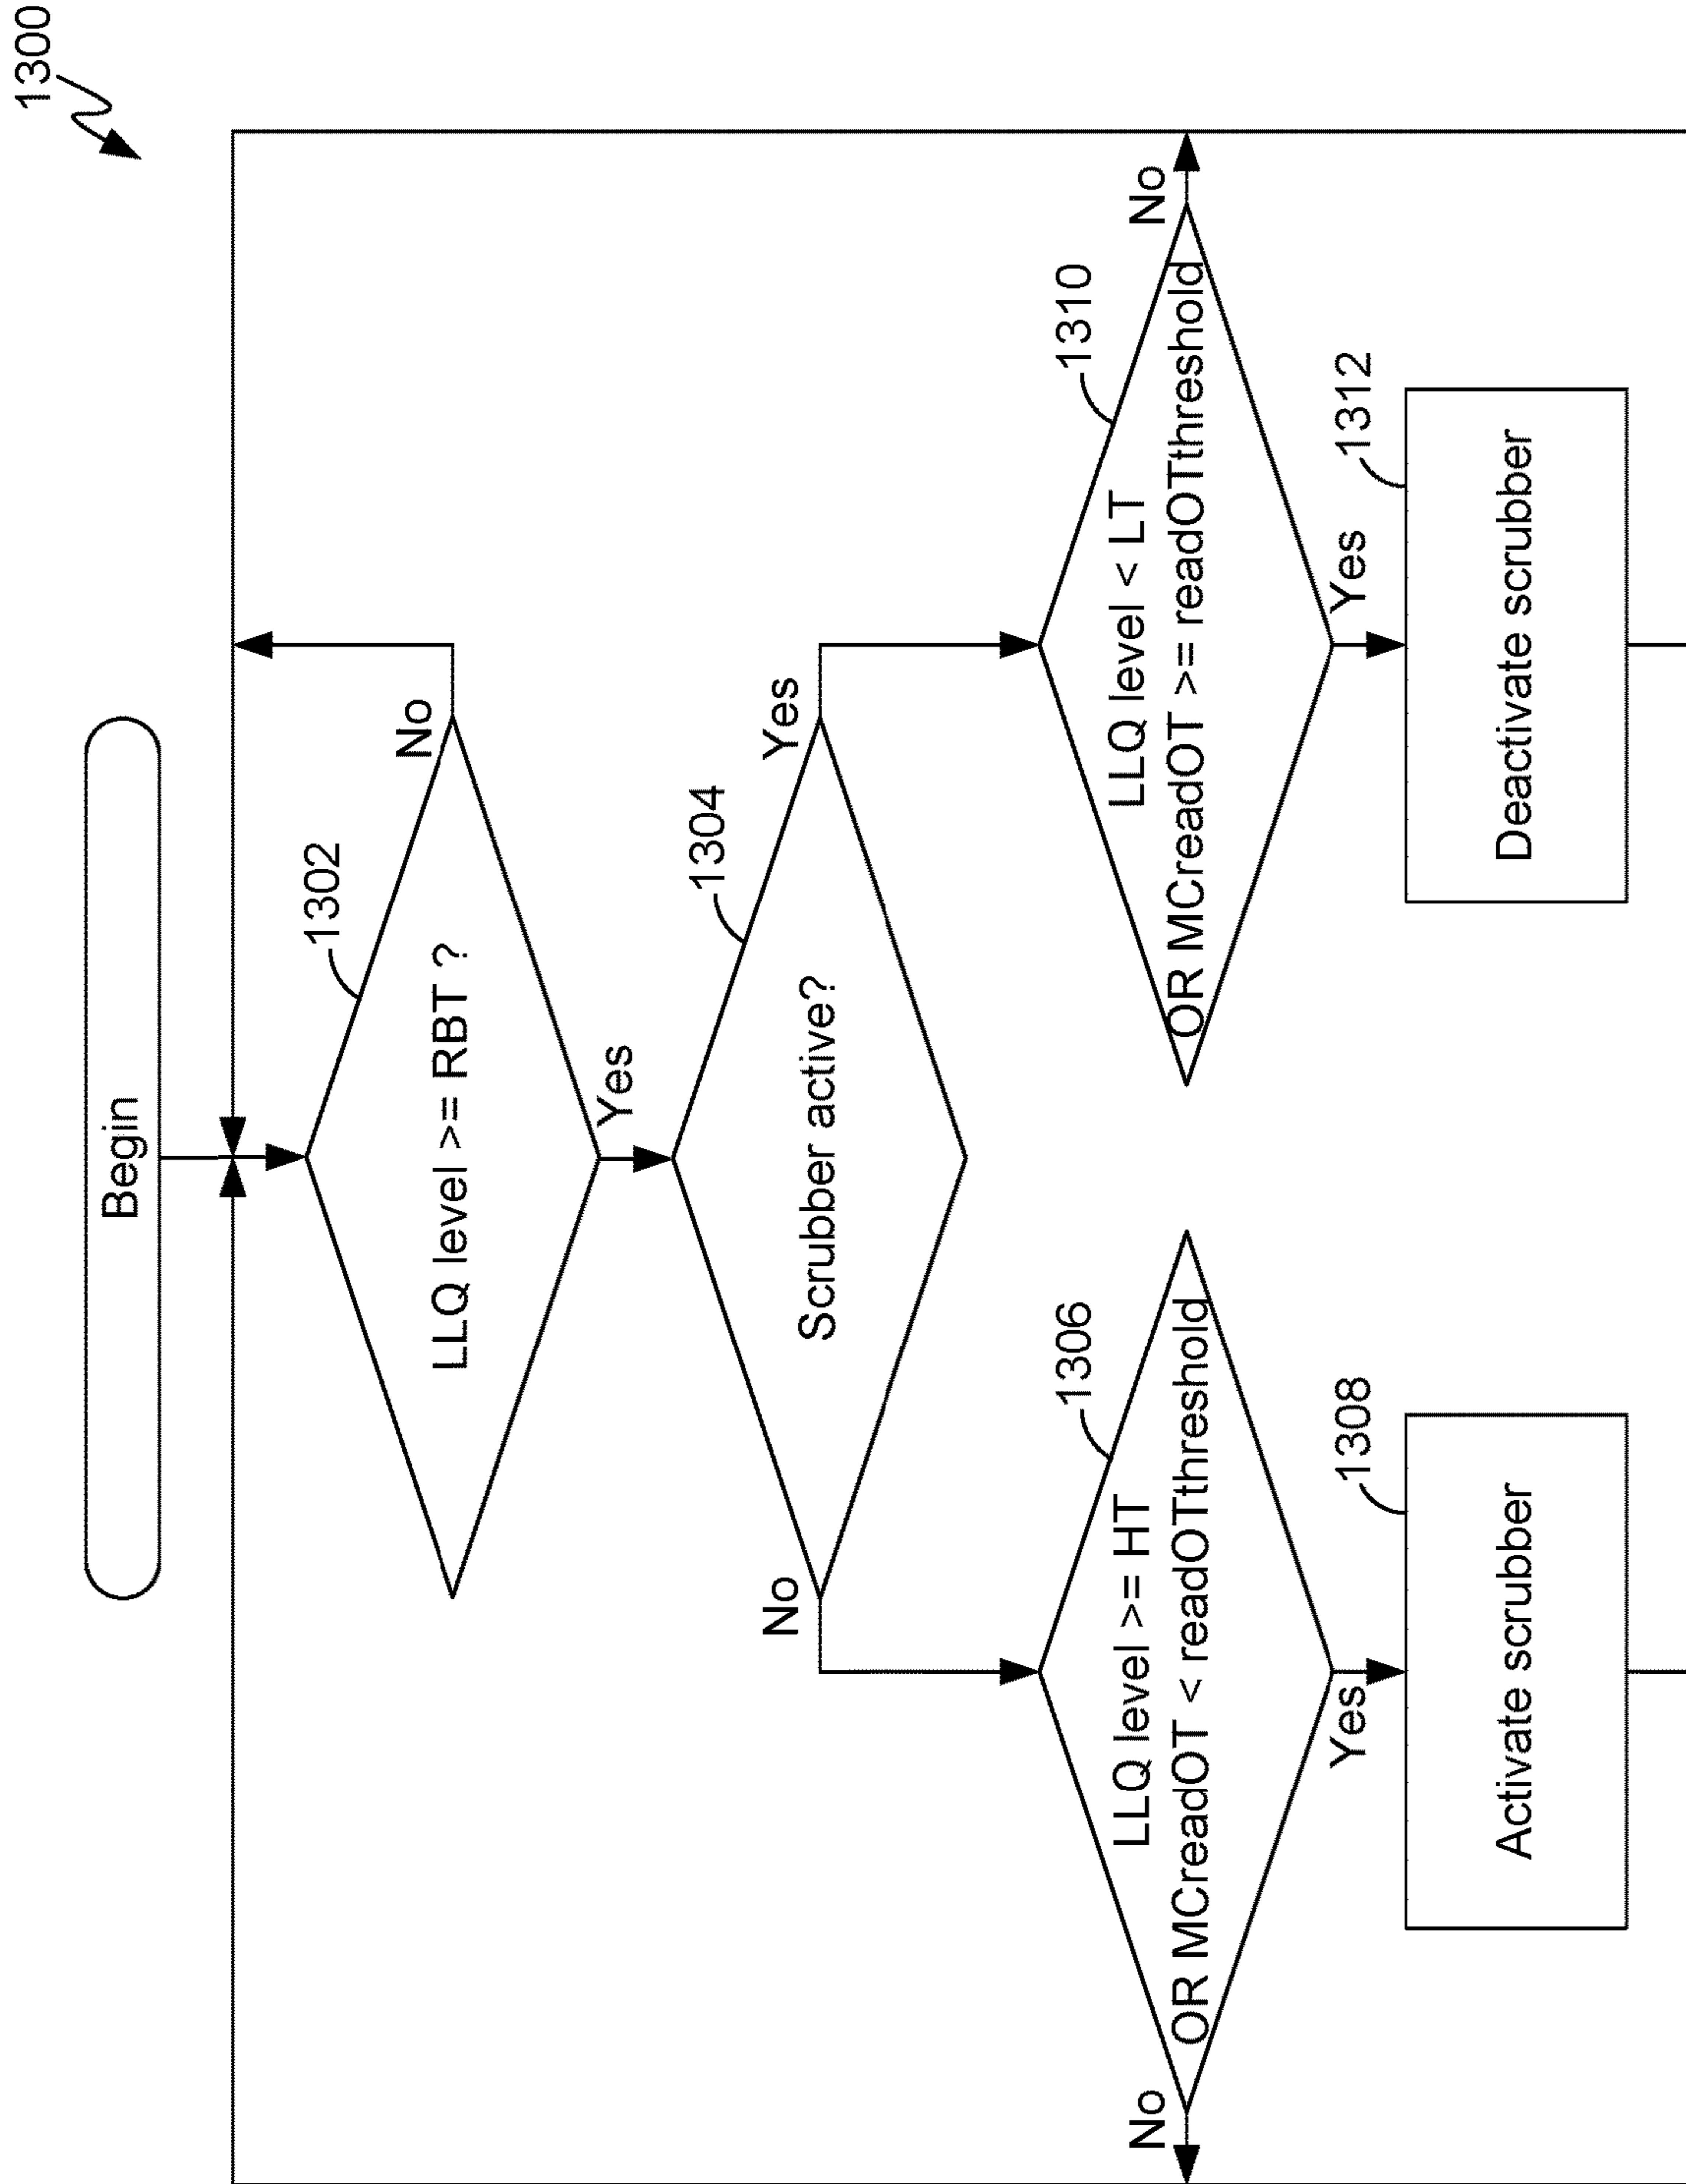 1300
Begin
1302
LLQ level >= RBT ?
No
Yes
1304
Scrubber active?
No
Yes
1306
LLQ level >= HT
OR MCreadOT < readOTthreshold
No
Yes
1308
Activate scrubber
1310
LLQ level < LT
OR MCreadOT >= readOTthreshold
No
Yes
1312
Deactivate scrubber